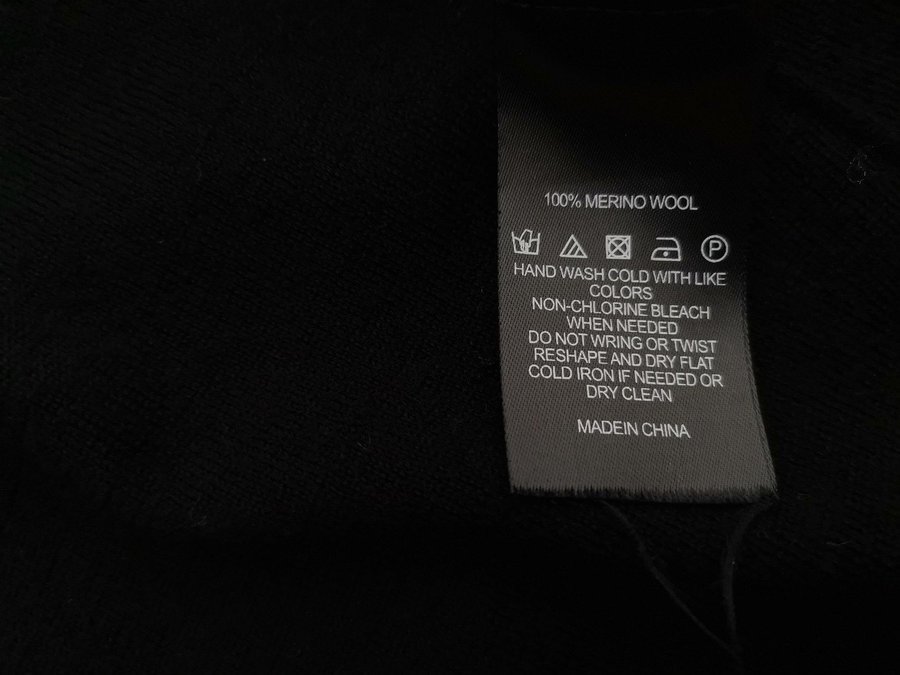 100% MERINO WOOL
P
HAND WASH COLD WITH LIKE
COLORS
NON-CHLORINE BLEACH
WHEN NEEDED
DO NOT WRING OR TWIST
RESHAPE AND DRY FLAT
COLD IRON IF NEEDED OR
DRY CLEAN
MADEIN CHINA